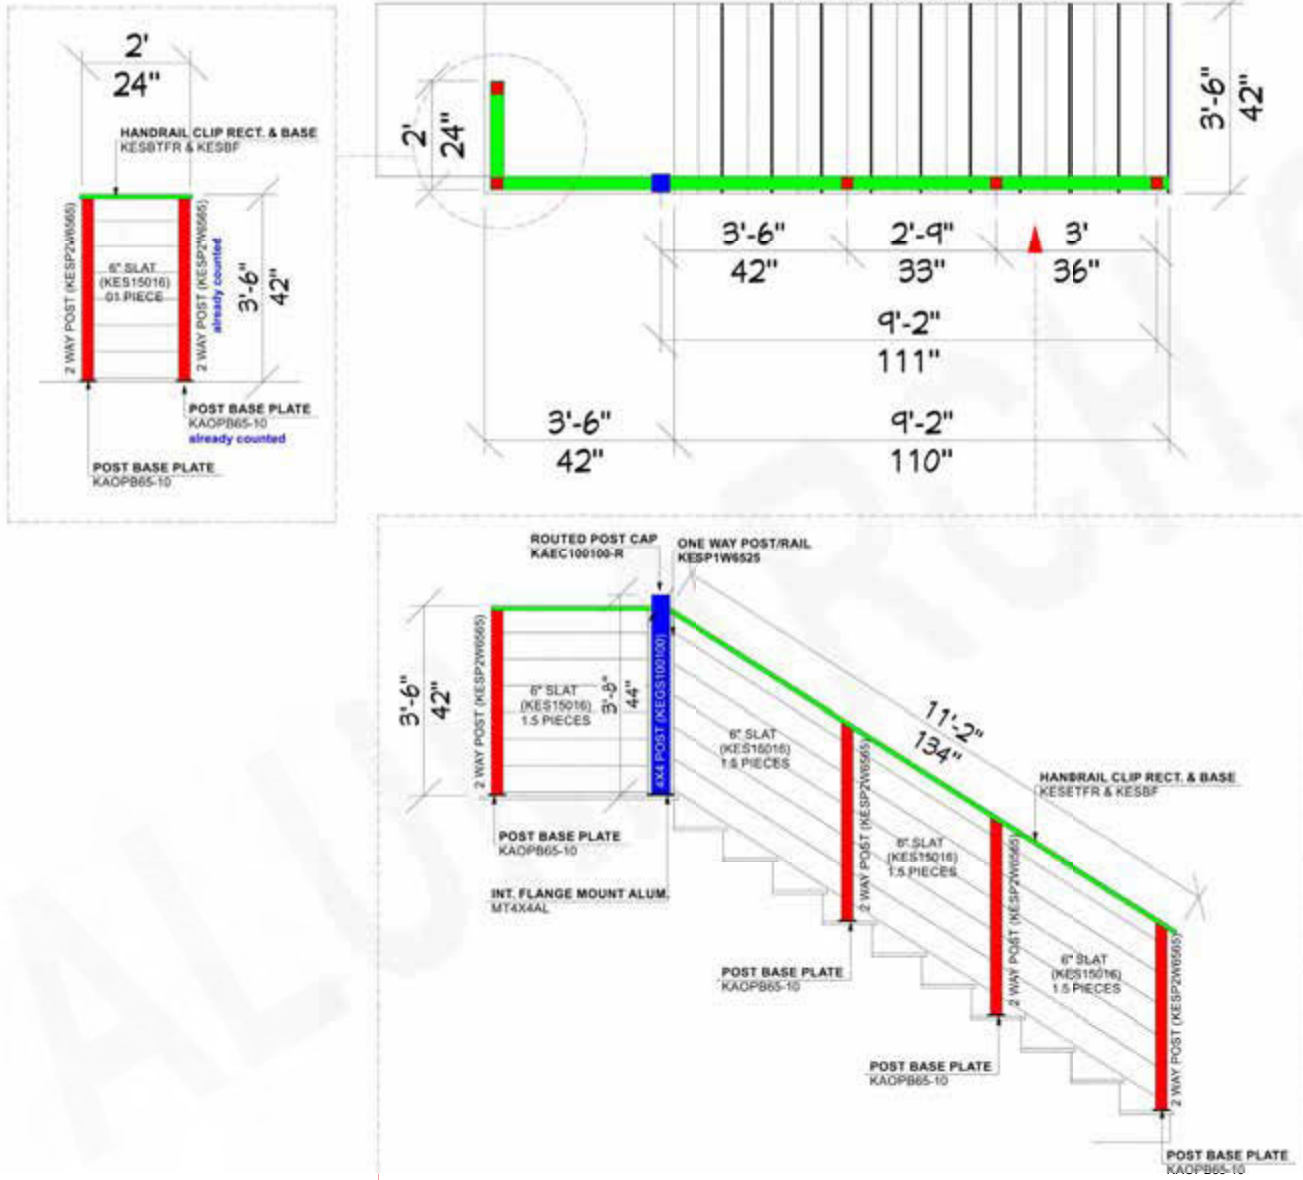 2'
24"
HANDRAIL CLIP RECT. & BASE
KESBTFR & KESBF
2 WAY POST (KESP2W6565)
6" SLAT
(KES15016)
01 PIECE
2 WAY POST (KESP2W6565)
already counted
3'-6"
42"
POST BASE PLATE
KAOPB65-10
already counted
POST BASE PLATE
KAOPB65-10
2'
24"
3'-6"
42"
3'-6"
42"
2'-9"
33"
3'
36"
9'-2"
111"
3'-6"
42"
9'-2"
110"
ROUTED POST CAP
KAEC100100-R
ONE WAY POST/RAIL
KESP1W6525
3'-6"
42"
2 WAY POST (KESP2W6565)
6" SLAT
(KES15016)
1.5 PIECES
3'-8"
44"
4X4 POST (KEGS100100)
6" SLAT
(KES15016)
1.5 PIECES
11'-2"
134"
HANDRAIL CLIP RECT. & BASE
KESETFR & KESBF
2 WAY POST (KESP2W6565)
6" SLAT
(KES15016)
1.5 PIECES
2 WAY POST (KESP2W6565)
6" SLAT
(KES15016)
1.5 PIECES
2 WAY POST (KESP2W6565)
POST BASE PLATE
KAOPB65-10
INT. FLANGE MOUNT ALUM.
MT4X4AL
POST BASE PLATE
KAOPB65-10
POST BASE PLATE
KAOPB65-10
POST BASE PLATE
KAOPB65-10